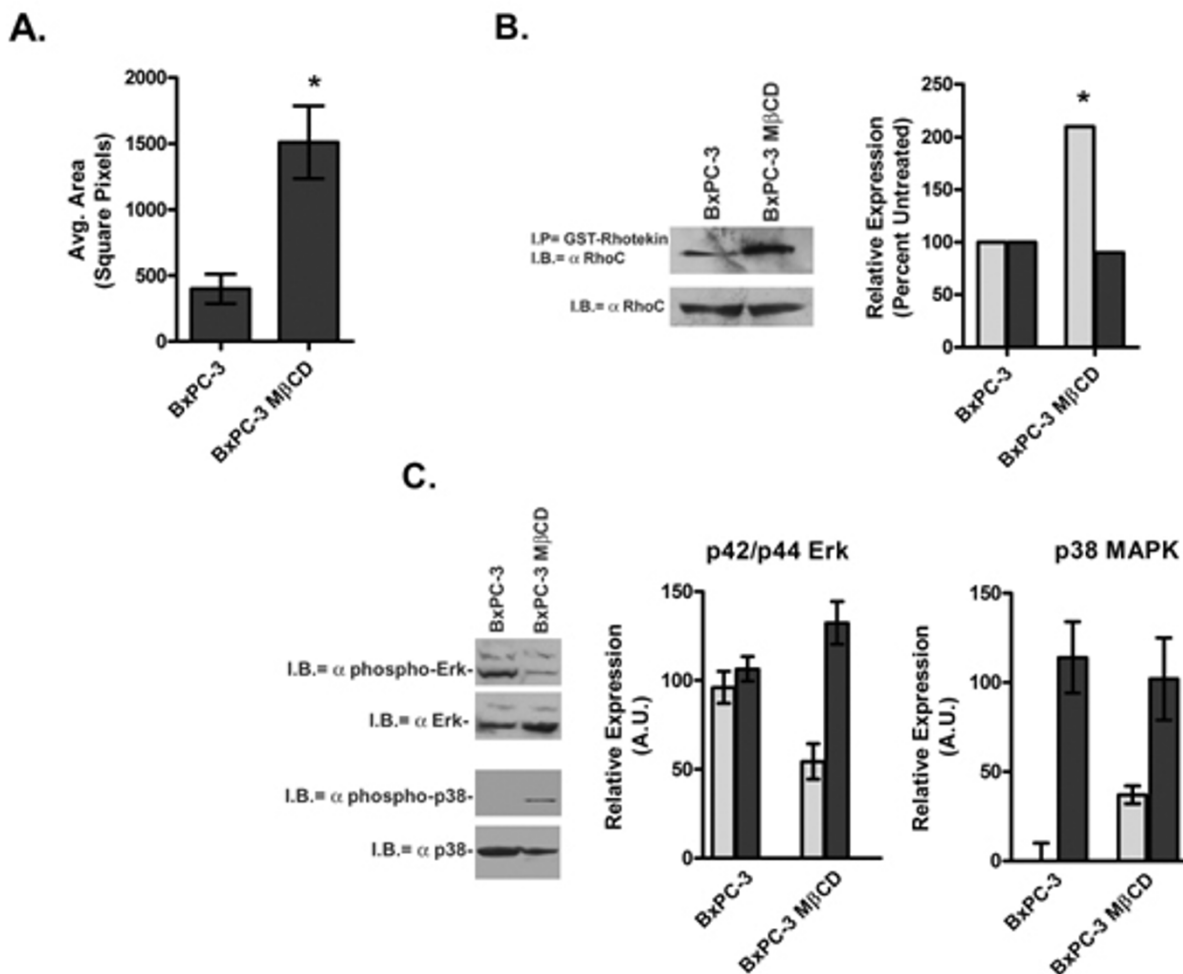 A.
2000
1500
1000
500
0
Avg. Area
(Square Pixels)
*
BxPC-3
BxPC-3 MβCD
B.
BxPC-3
BxPC-3 MβCD
I.P= GST-Rhotekin
I.B.= α RhoC
I.B.= α RhoC
250
200
150
100
50
0
Relative Expression
(Percent Untreated)
*
BxPC-3
BxPC-3 MβCD
C.
BxPC-3
BxPC-3 MβCD
I.B.= α phospho-Erk-
I.B.= α Erk-
I.B.= α phospho-p38-
I.B.= α p38-
p42/p44 Erk
150
100
50
0
Relative Expression
(A.U.)
BxPC-3
BxPC-3 MβCD
p38 MAPK
150
100
50
0
Relative Expression
(A.U.)
BxPC-3
BxPC-3 MβCD